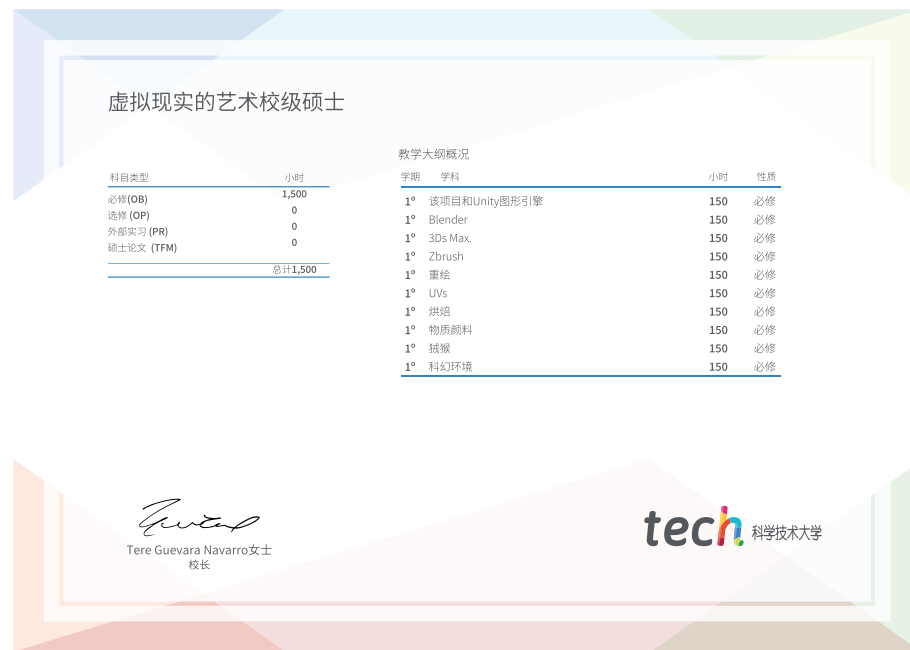 虚拟现实的艺术校级硕士
科目类型 小时
必修(OB) 1,500
选修 (OP) 0
外部实习 (PR) 0
硕士论文 (TFM) 0
总计1,500
教学大纲概况
学期 学科 小时 性质
1º 该项目和Unity图形引擎 150 必修
1º Blender 150 必修
1º 3Ds Max. 150 必修
1º Zbrush 150 必修
1º 重绘 150 必修
1º UVs 150 必修
1º 烘焙 150 必修
1º 物质颜料 150 必修
1º 狨猴 150 必修
1º 科幻环境 150 必修
Tere Guevara Navarro女士
校长
tech 科学技术大学